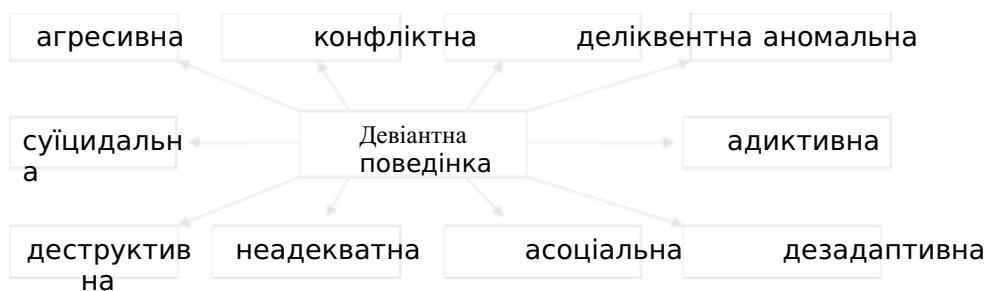 агресивна конфліктна деліквентна аномальна
суїцидальн
а
Девіантна
поведінка
адиктивна
деструктив
на
неадекватна асоціальна дезадаптивна